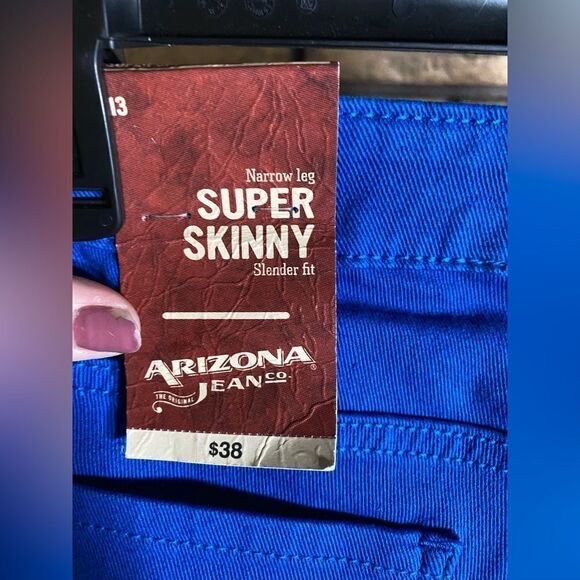 13
Narrow leg
SUPER
SKINNY
Slender fit
ARIZONA®
JEAN CO.
THE ORIGINAL
$38